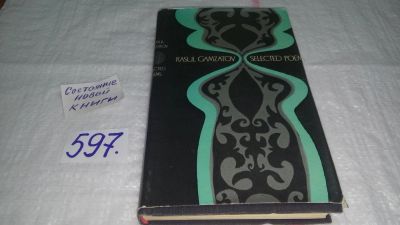 Состояние
новой
книги
597.
RASUL GAMZATOV
SELECTED POEMS